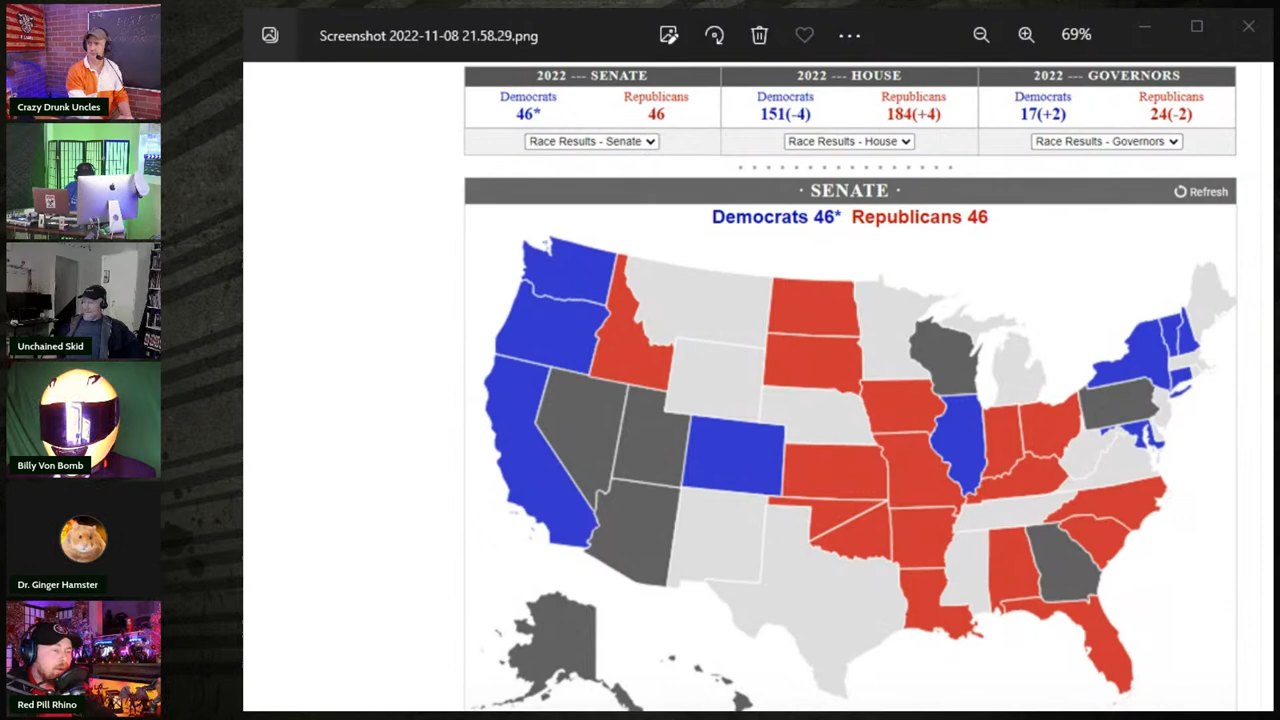 Crazy Drunk Uncles
Unchained Skid
Billy Von Bomb
Dr. Ginger Hamster
Red Pill Rhino
Screenshot 2022-11-08 21.58.29.png
69%
2022 --- SENATE
Democrats Republicans
46* 46
Race Results - Senate
2022 --- HOUSE
Democrats Republicans
151(-4) 184(+4)
Race Results - House
2022 --- GOVERNORS
Democrats Republicans
17(+2) 24(-2)
Race Results - Governors
· SENATE ·
Refresh
Democrats 46* Republicans 46